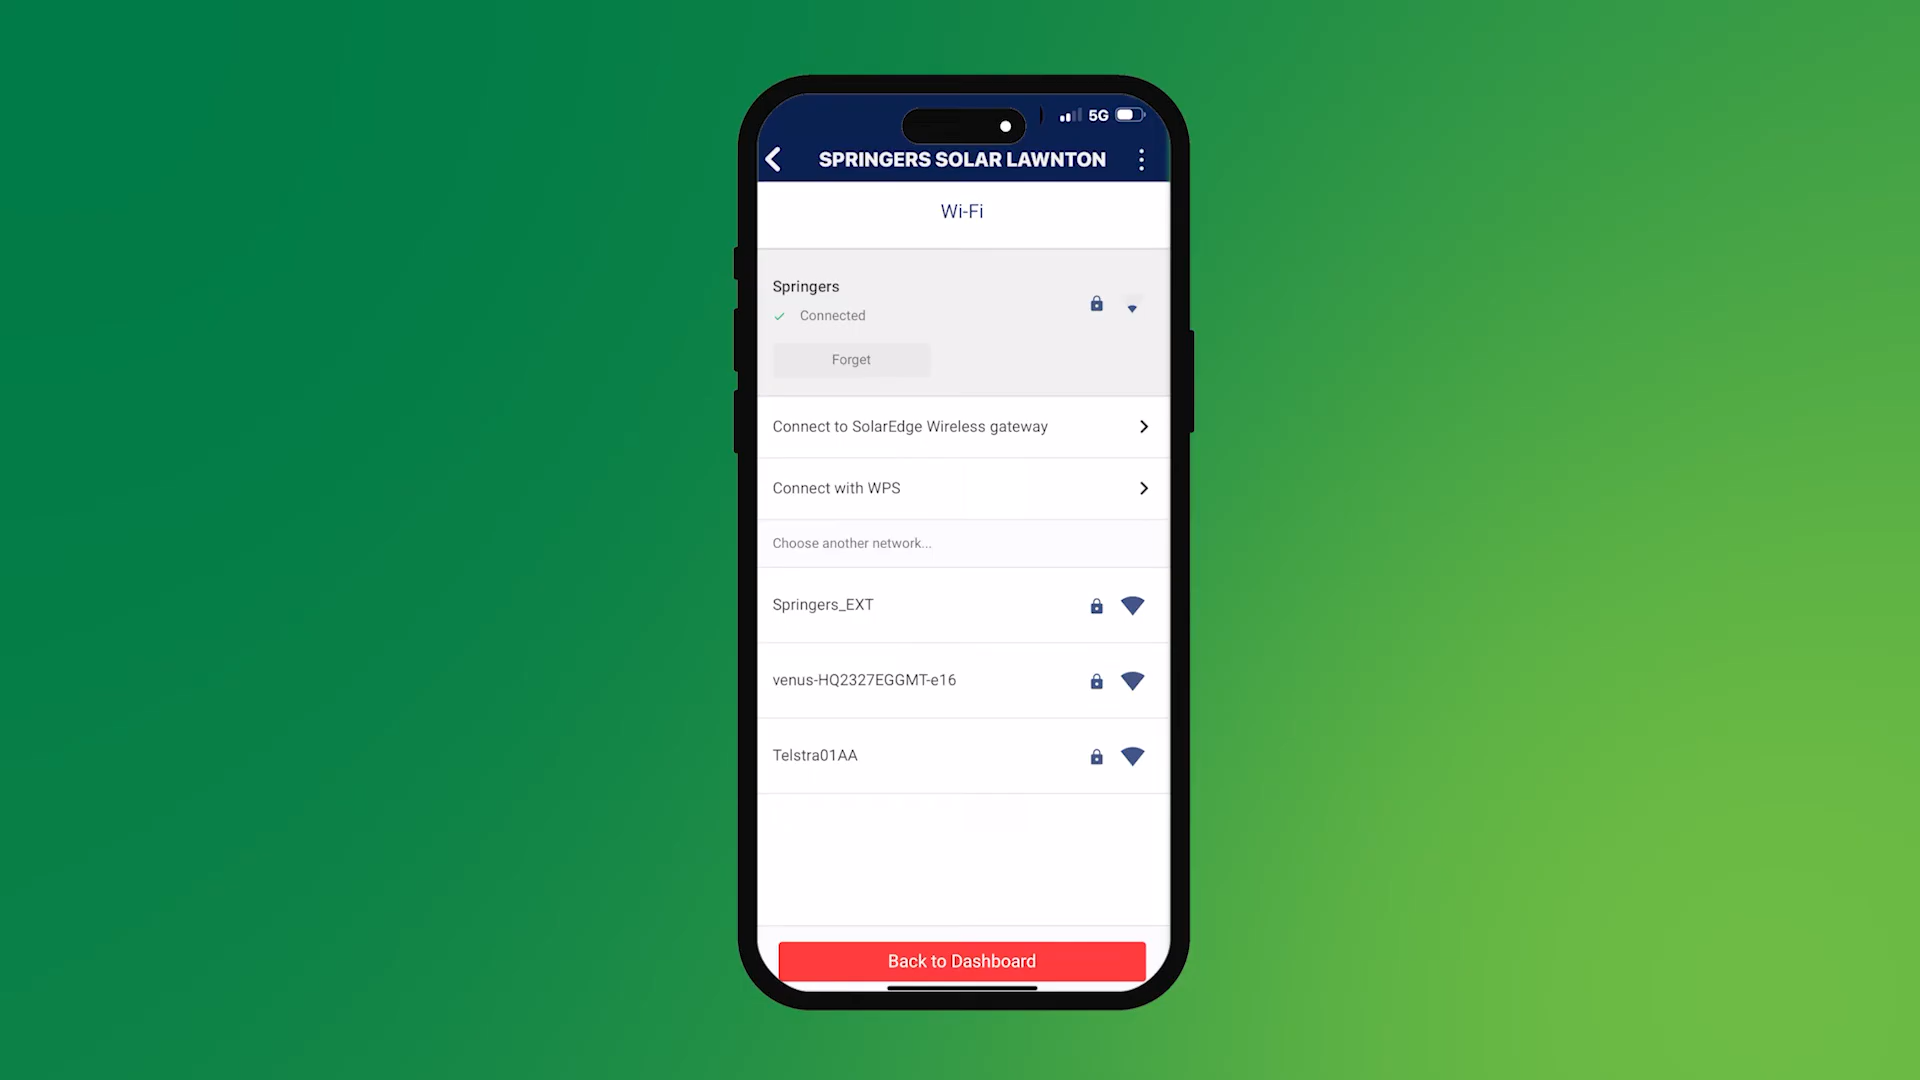 5G
SPRINGERS SOLAR LAWNTON
Wi-Fi
Springers
Connected
Forget
Connect to SolarEdge Wireless gateway
Connect with WPS
Choose another network...
Springers_EXT
venus-HQ2327EGGMT-e16
Telstra01AA
Back to Dashboard